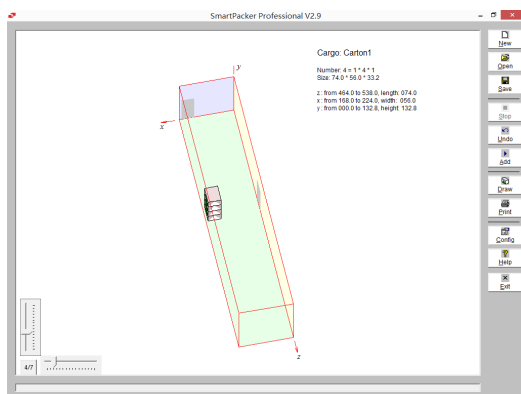 SmartPacker Professional V2.9
New
Open
Save
Stop
Undo
Add
Draw
Print
Config
Help
Exit
Cargo: Carton1
Number: 4 = 1 * 4 * 1
Size: 74.0 * 56.0 * 33.2
z: from 464.0 to 538.0, length: 074.0
x: from 168.0 to 224.0, width: 056.0
y: from 000.0 to 132.8, height: 132.8
y
x
z
4/7